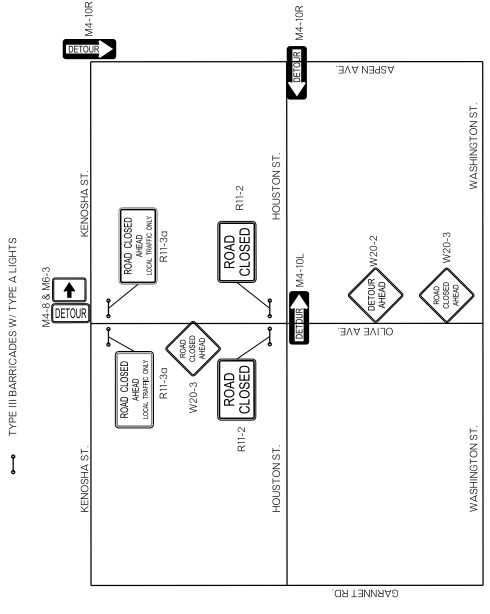 M4-10R
DETOUR
M4-10R
DETOUR
ASPEN AVE.
KENOSHA ST.
HOUSTON ST.
WASHINGTON ST.
TYPE III BARRICADES W/ TYPE A LIGHTS
M4-8 & M6-3
DETOUR
ROAD CLOSED
AHEAD
LOCAL TRAFFIC ONLY
R11-3a
R11-2
ROAD
CLOSED
M4-10L
DETOUR
W20-2
DETOUR
AHEAD
W20-3
ROAD
CLOSED
AHEAD
OLIVE AVE.
ROAD CLOSED
AHEAD
LOCAL TRAFFIC ONLY
R11-3a
ROAD
CLOSED
AHEAD
W20-3
ROAD
CLOSED
R11-2
KENOSHA ST.
HOUSTON ST.
WASHINGTON ST.
GARNNET RD.